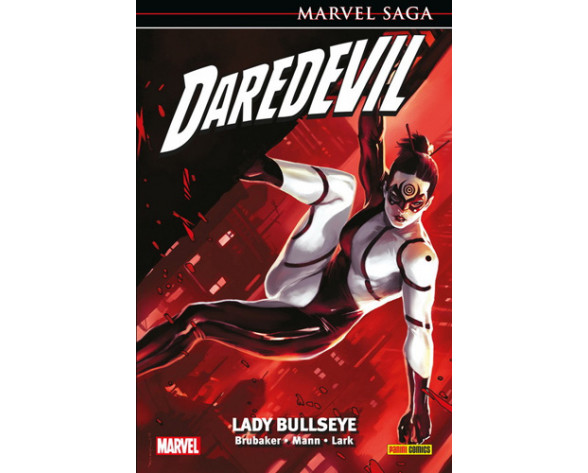 MARVEL SAGA
DAREDEVIL
LADY BULLSEYE
Brubaker • Mann • Lark
MARVEL
PANINI COMICS